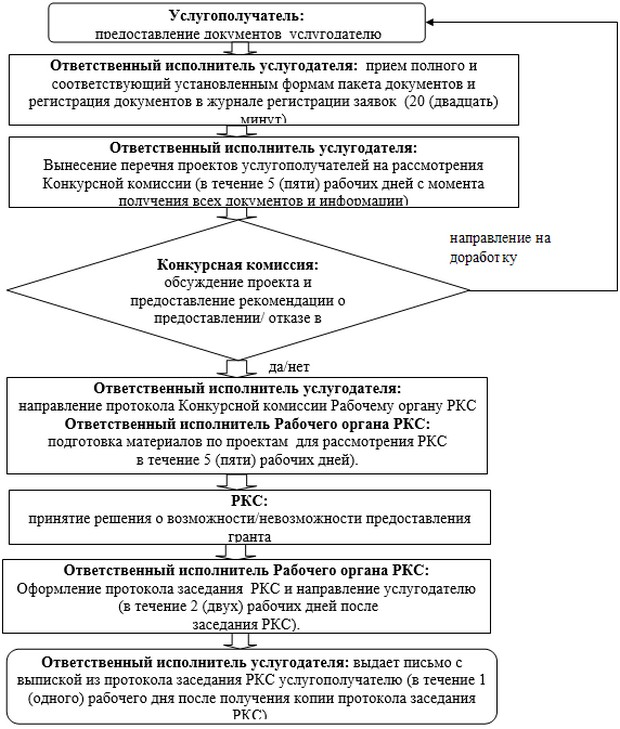 Услугополучатель:
предоставление документов услугодателю
Ответственный исполнитель услугодателя: прием полного и
соответствующий установленным формам пакета документов и
регистрация документов в журнале регистрации заявок (20 (двадцать)
минут)
Ответственный исполнитель услугодателя:
Вынесение перечня проектов услугополучателей на рассмотрения
Конкурсной комиссии (в течение 5 (пяти) рабочих дней с момента
получения всех документов и информации)
направление на
доработку
Конкурсная комиссия:
обсуждение проекта и
предоставление рекомендации о
предоставлении/ отказе в
да/нет
Ответственный исполнитель услугодателя:
направление протокола Конкурсной комиссии Рабочему органу РКС
Ответственный исполнитель Рабочего органа РКС:
подготовка материалов по проектам для рассмотрения РКС
в течение 5 (пяти) рабочих дней).
РКС:
принятие решения о возможности/невозможности предоставления
гранта
Ответственный исполнитель Рабочего органа РКС:
Оформление протокола заседания РКС и направление услугодателю
(в течение 2 (двух) рабочих дней после
заседания РКС).
Ответственный исполнитель услугодателя: выдает письмо с
выпиской из протокола заседания РКС услугополучателю (в течение 1
(одного) рабочего дня после получения копии протокола заседания
РКС)